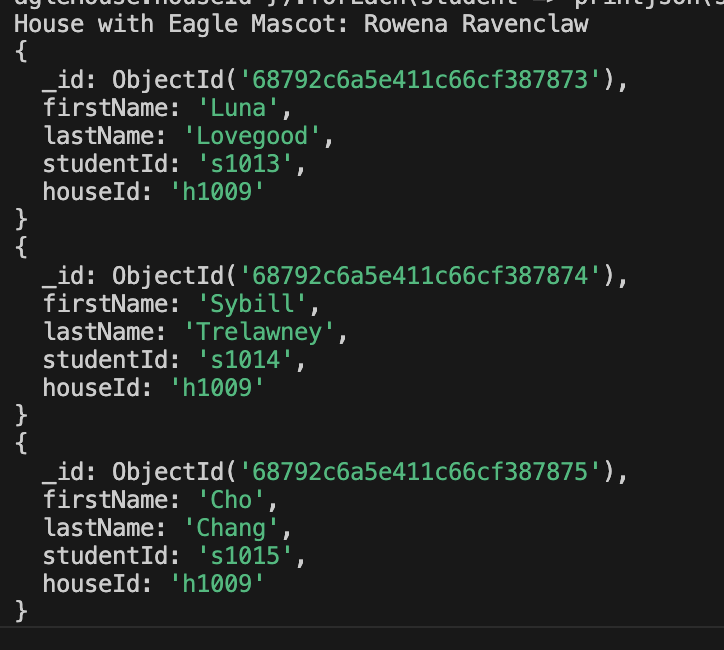 House with Eagle Mascot: Rowena Ravenclaw
{
  _id: ObjectId('68792c6a5e411c66cf387873'),
  firstName: 'Luna',
  lastName: 'Lovegood',
  studentId: 's1013',
  houseId: 'h1009'
}
{
  _id: ObjectId('68792c6a5e411c66cf387874'),
  firstName: 'Sybill',
  lastName: 'Trelawney',
  studentId: 's1014',
  houseId: 'h1009'
}
{
  _id: ObjectId('68792c6a5e411c66cf387875'),
  firstName: 'Cho',
  lastName: 'Chang',
  studentId: 's1015',
  houseId: 'h1009'
}